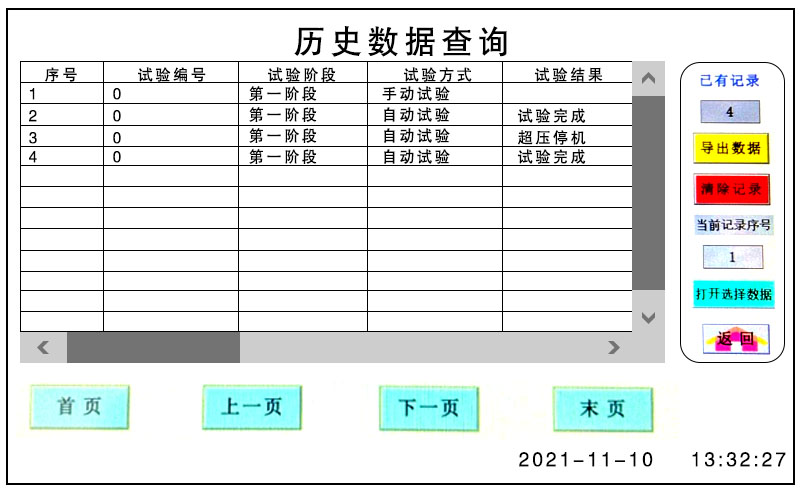 历史数据查询
序号 试验编号 试验阶段 试验方式 试验结果
1 0 第一阶段 手动试验
2 0 第一阶段 自动试验 试验完成
3 0 第一阶段 自动试验 超压停机
4 0 第一阶段 自动试验 试验完成
已有记录
4
导出数据
清除记录
当前记录序号
1
打开选择数据
返回
首页 上一页 下一页 末页
2021-11-10 13:32:27